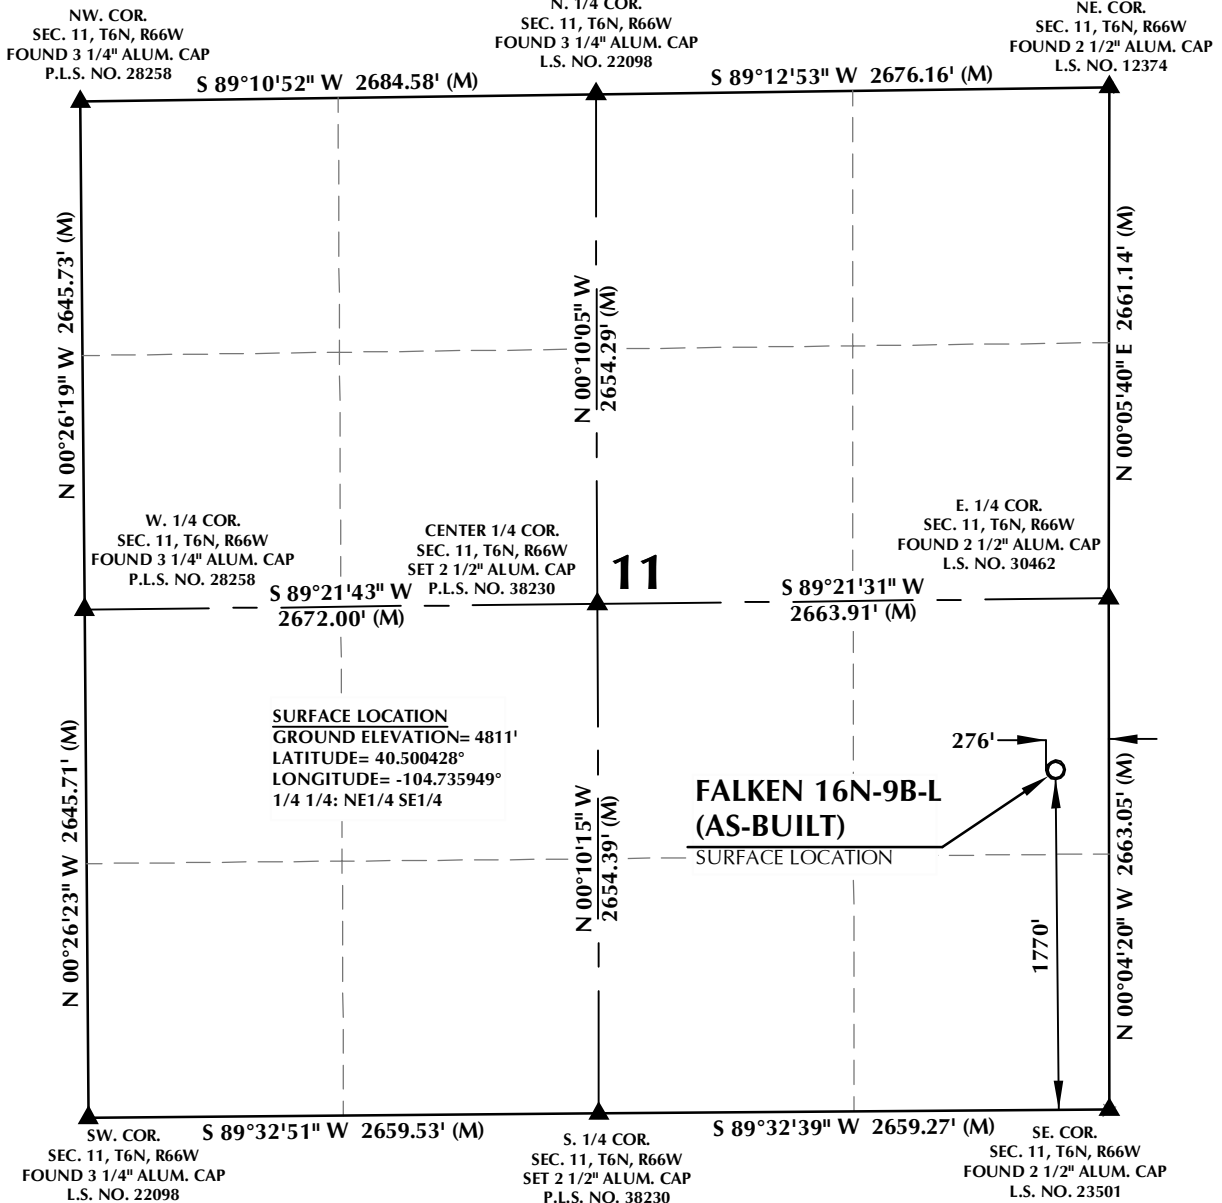 NW. COR.
SEC. 11, T6N, R66W
FOUND 3 1/4" ALUM. CAP
P.L.S. NO. 28258
N. 1/4 COR.
SEC. 11, T6N, R66W
FOUND 3 1/4" ALUM. CAP
L.S. NO. 22098
NE. COR.
SEC. 11, T6N, R66W
FOUND 2 1/2" ALUM. CAP
L.S. NO. 12374
S 89°10'52" W 2684.58' (M)
S 89°12'53" W 2676.16' (M)
N 00°26'19" W 2645.73' (M)
N 00°10'05" W
2654.29' (M)
N 00°05'40" E 2661.14' (M)
W. 1/4 COR.
SEC. 11, T6N, R66W
FOUND 3 1/4" ALUM. CAP
P.L.S. NO. 28258
CENTER 1/4 COR.
SEC. 11, T6N, R66W
SET 2 1/2" ALUM. CAP
P.L.S. NO. 38230
11
E. 1/4 COR.
SEC. 11, T6N, R66W
FOUND 2 1/2" ALUM. CAP
L.S. NO. 30462
S 89°21'43" W
2672.00' (M)
S 89°21'31" W
2663.91' (M)
SURFACE LOCATION
GROUND ELEVATION= 4811'
LATITUDE= 40.500428°
LONGITUDE= -104.735949°
1/4 1/4: NE1/4 SE1/4
276'
FALKEN 16N-9B-L
(AS-BUILT)
SURFACE LOCATION
1770'
N 00°26'23" W 2645.71' (M)
N 00°10'15" W
2654.39' (M)
N 00°04'20" W 2663.05' (M)
S 89°32'51" W 2659.53' (M)
S 89°32'39" W 2659.27' (M)
SW. COR.
SEC. 11, T6N, R66W
FOUND 3 1/4" ALUM. CAP
L.S. NO. 22098
S. 1/4 COR.
SEC. 11, T6N, R66W
SET 2 1/2" ALUM. CAP
P.L.S. NO. 38230
SE. COR.
SEC. 11, T6N, R66W
FOUND 2 1/2" ALUM. CAP
L.S. NO. 23501